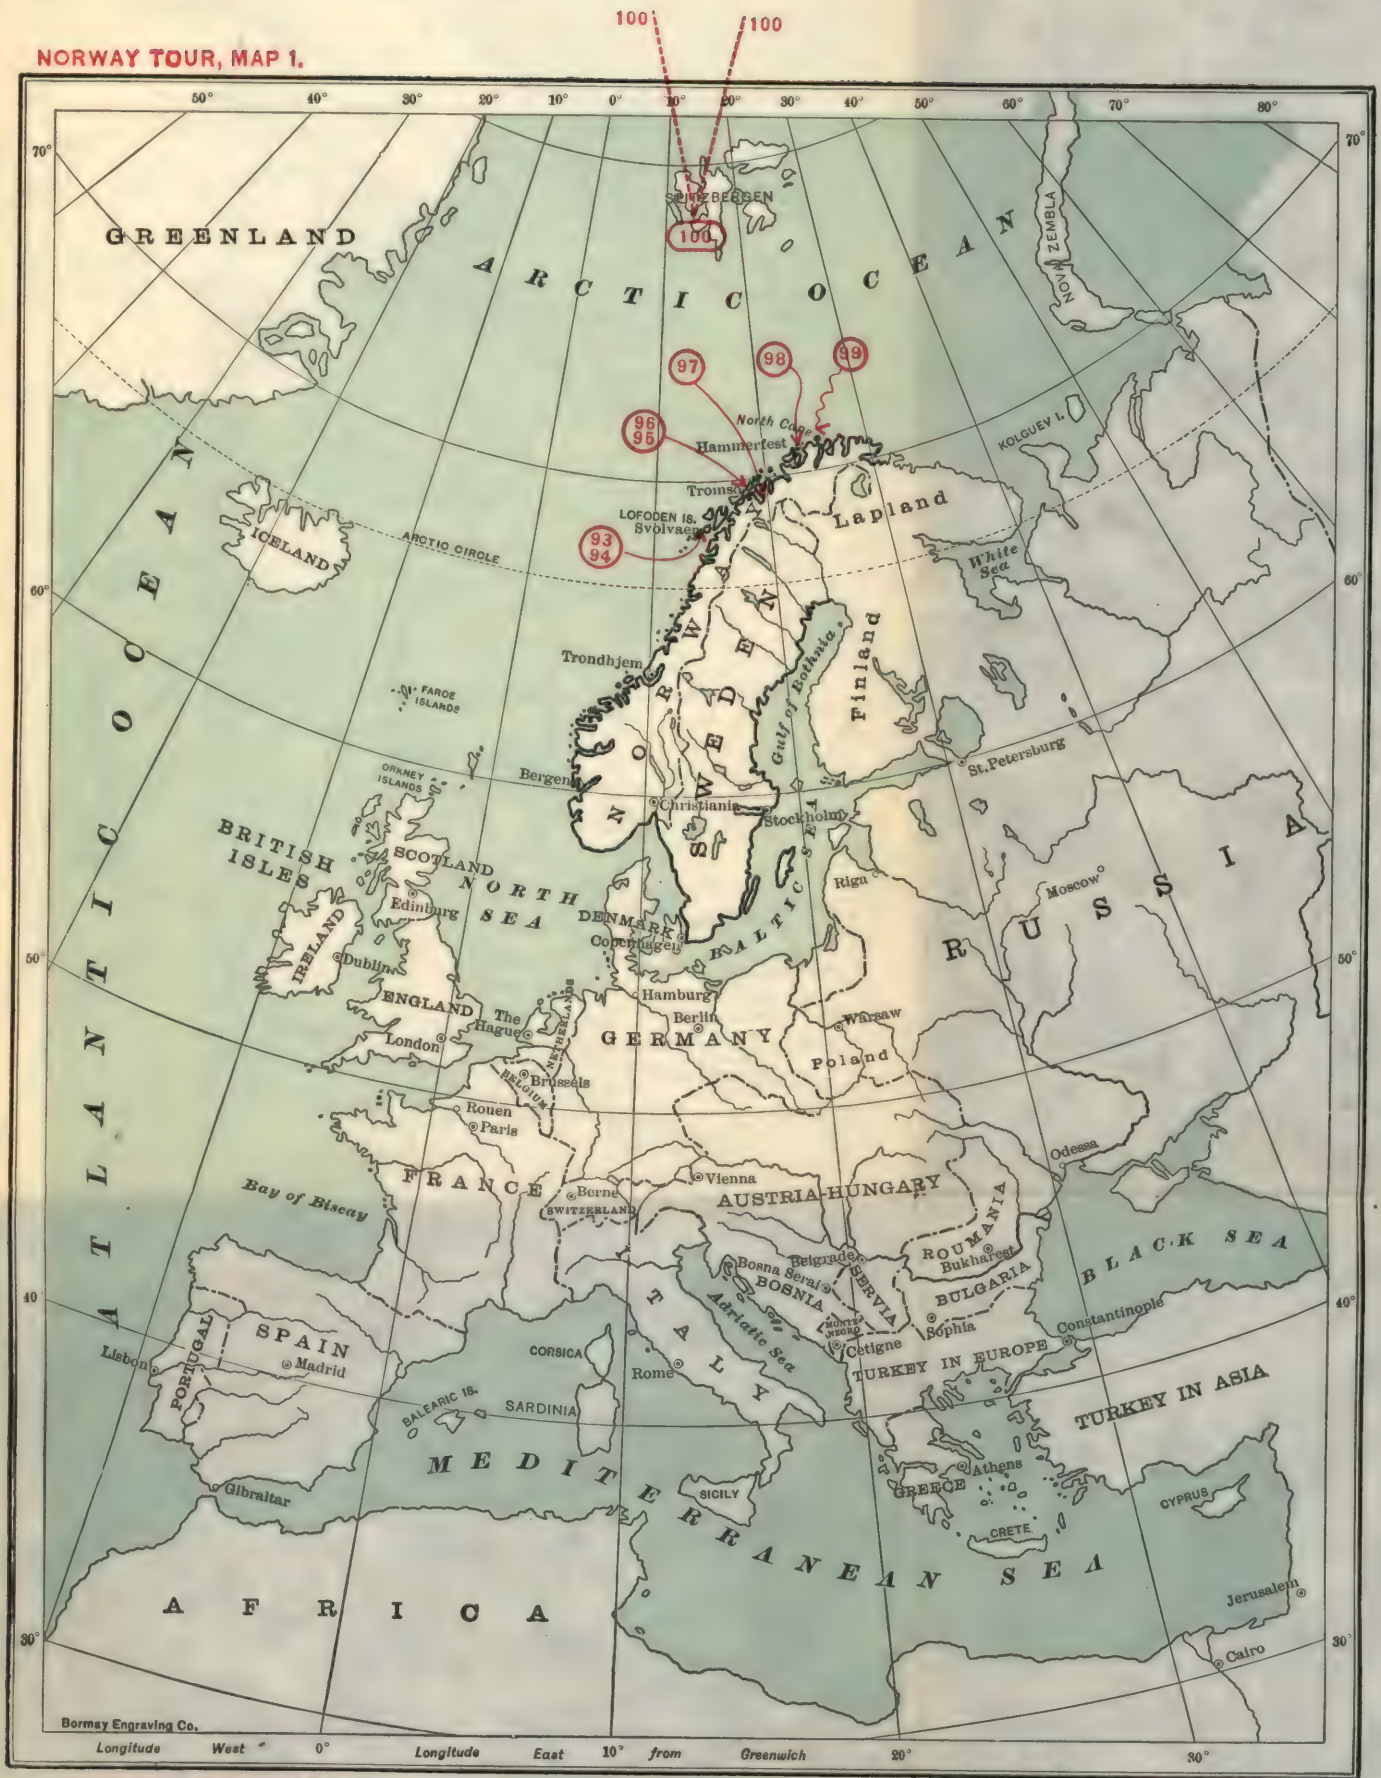 100 100
NORWAY TOUR, MAP 1.
50° 40° 30° 20° 10° 0° 10° 20° 30° 40° 50° 60° 70° 80°
70° 70°
SPITZBERGEN
100
GREENLAND
ARCTIC OCEAN
NOVA ZEMBLA
97 98 99
96
95
North Cape
Hammerfest
KOLGUEV I.
Tromso
Lapland
LOFODEN IS.
Svolvaer
93
94
ICELAND
ARCTIC CIRCLE
White
Sea
60° 60°
ATLANTIC OCEAN
NORWAY
SWEDEN
Gulf of Bothnia
Finland
Trondhjem
FAROE
ISLANDS
St. Petersburg
ORKNEY
ISLANDS
Bergen
Christiania
Stockholm
BRITISH
ISLES
SCOTLAND
NORTH
SEA
Edinburg
DENMARK
Copenhagen
BALTIC SEA
Riga
Moscow
RUSSIA
IRELAND
Dublin
50° 50°
ENGLAND
London
The
Hague
NETHERLANDS
Hamburg
Berlin
GERMANY
Warsaw
Poland
BELGIUM
Brussels
Rouen
Paris
Odessa
FRANCE
Berne
SWITZERLAND
Vienna
AUSTRIA-HUNGARY
Bay of Biscay
ROUMANIA
Bukharest
BLACK SEA
Belgrade
Bosna Serai
BOSNIA
SERVIA
BULGARIA
Sophia
40° 40°
ITALY
Adriatic Sea
MONTE-
NEGRO
Cetigne
Constantinople
SPAIN
PORTUGAL
Lisbon
Madrid
CORSICA
Rome
TURKEY IN EUROPE
TURKEY IN ASIA
BALEARIC IS.
SARDINIA
MEDITERRANEAN SEA
Gibraltar
SICILY
GREECE
Athens
CRETE
CYPRUS
AFRICA
Jerusalem
Cairo
30° 30°
Bormay Engraving Co.
Longitude West 0° Longitude East 10° from Greenwich 20° 30°